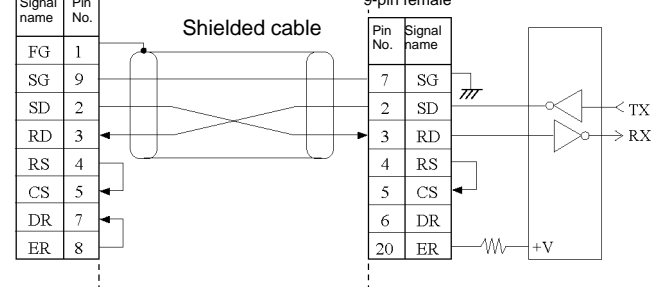 Signal Pin
name No.
Shielded cable
9-pin female
Pin Signal
No. name
FG 1
SG 9
SD 2
RD 3
RS 4
CS 5
DR 7
ER 8
7 SG
2 SD
3 RD
4 RS
5 CS
6 DR
20 ER
TX
RX
+V